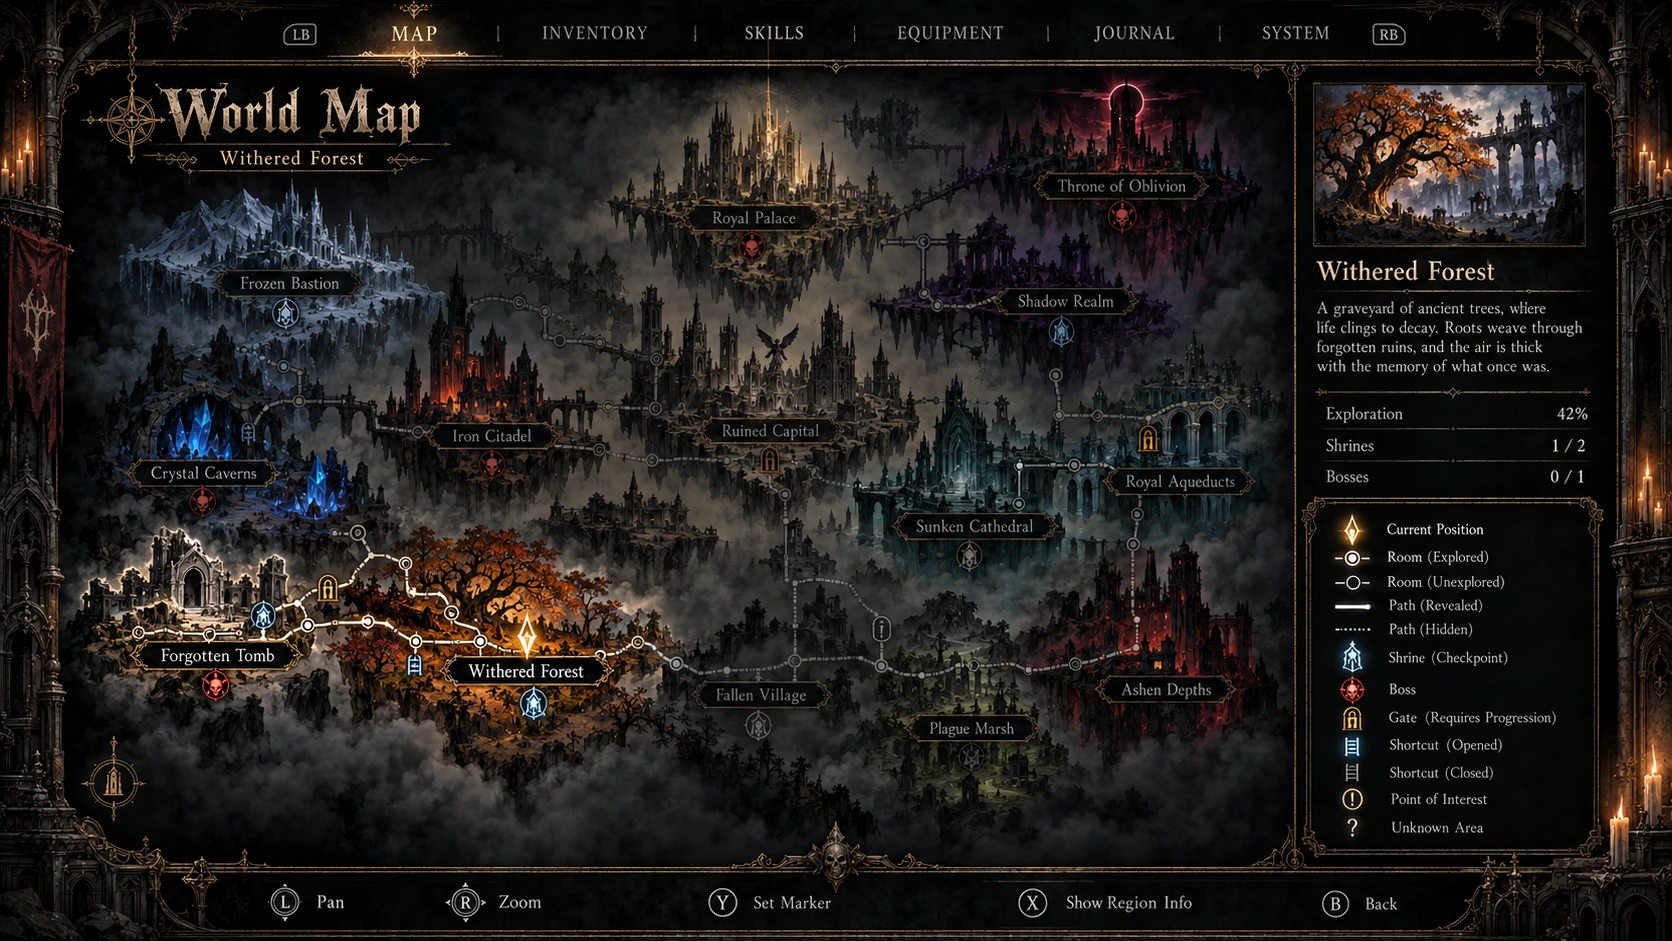 LB
MAP
INVENTORY
SKILLS
EQUIPMENT
JOURNAL
SYSTEM
RB
World Map
Withered Forest
Throne of Oblivion
Royal Palace
Frozen Bastion
Shadow Realm
Iron Citadel
Ruined Capital
Crystal Caverns
Royal Aqueducts
Sunken Cathedral
Forgotten Tomb
Withered Forest
Fallen Village
Ashen Depths
Plague Marsh
Withered Forest
A graveyard of ancient trees, where
life clings to decay. Roots weave through
forgotten ruins, and the air is thick
with the memory of what once was.
Exploration 42%
Shrines 1 / 2
Bosses 0 / 1
Current Position
Room (Explored)
Room (Unexplored)
Path (Revealed)
Path (Hidden)
Shrine (Checkpoint)
Boss
Gate (Requires Progression)
Shortcut (Opened)
Shortcut (Closed)
! Point of Interest
? Unknown Area
L Pan
R Zoom
Y Set Marker
X Show Region Info
B Back